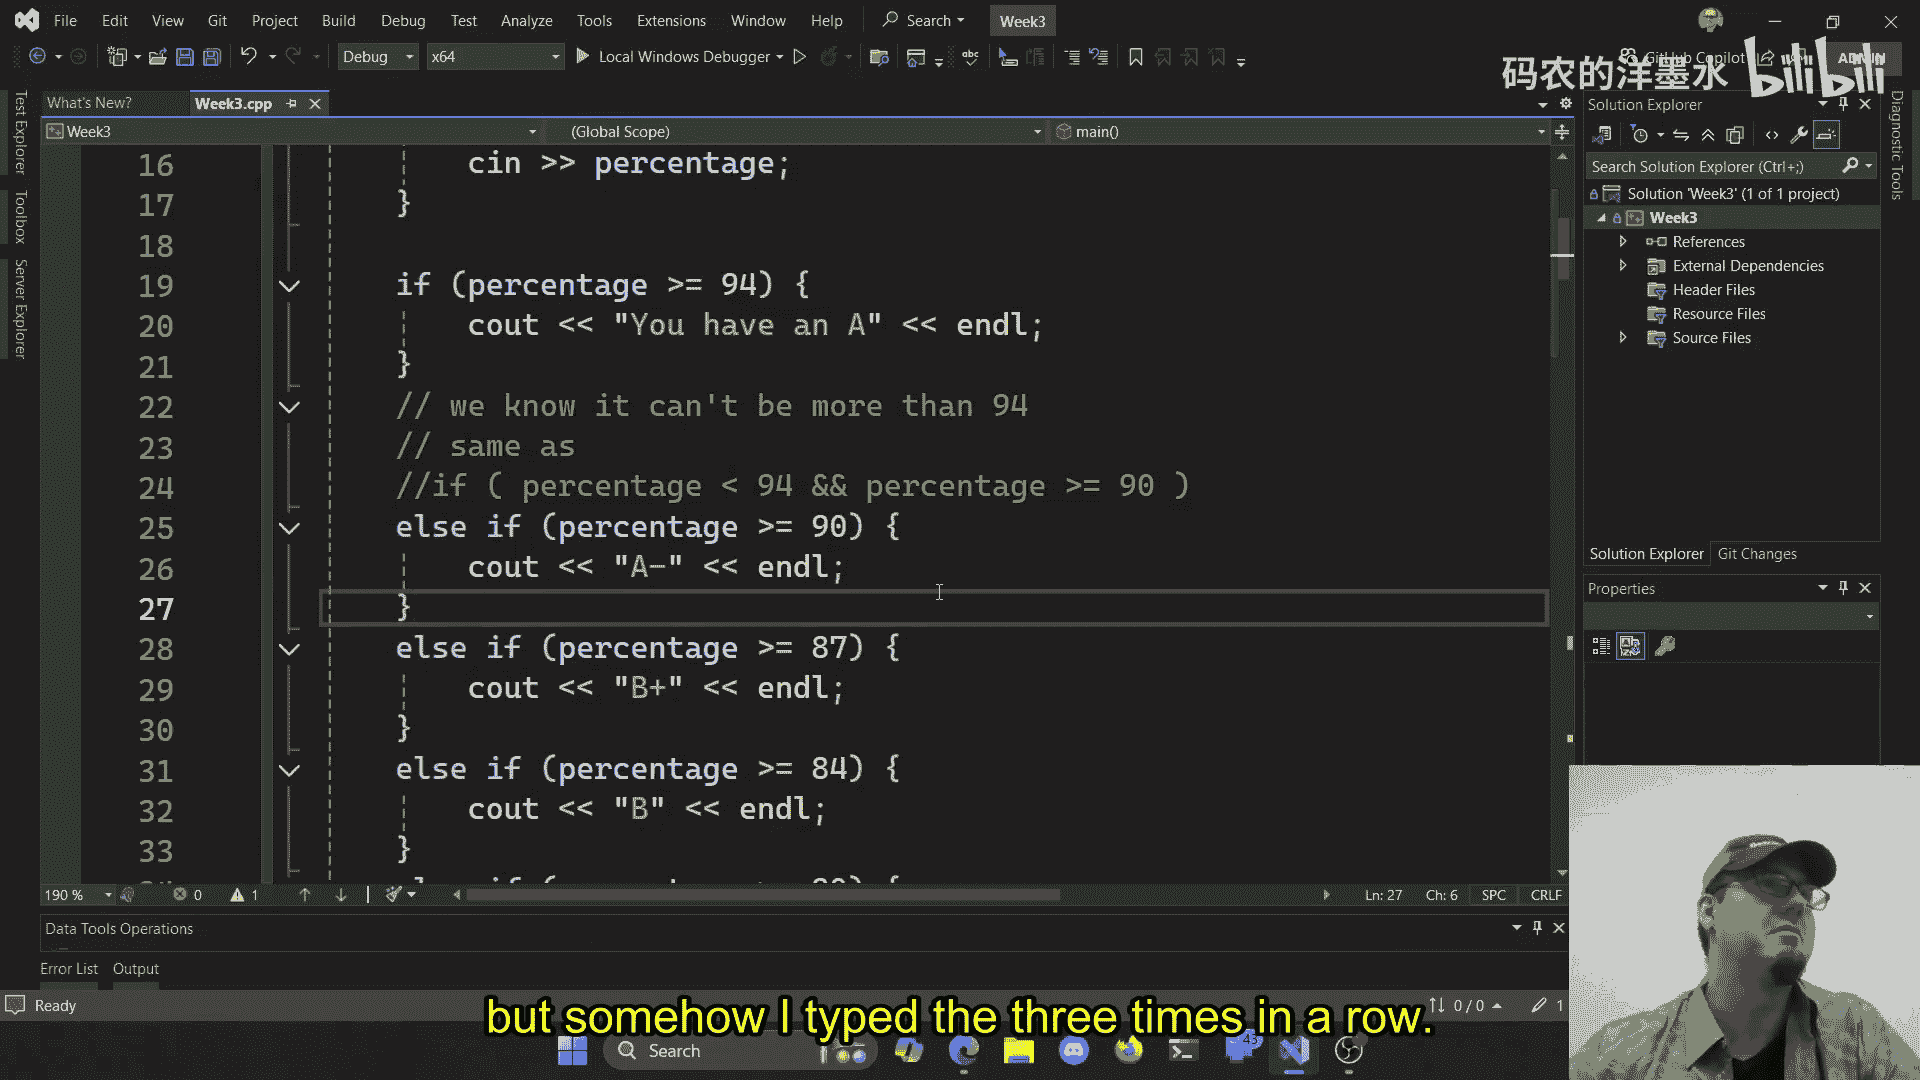 File Edit View Git Project Build Debug Test Analyze Tools Extensions Window Help Search Week3
Debug x64 Local Windows Debugger GitHub Copilot
码农的洋墨水 bilibili
What's New? Week3.cpp
Week3 (Global Scope) main()
Test Explorer
Toolbox
Server Explorer
16 cin >> percentage;
17 }
18
19 if (percentage >= 94) {
20 cout << "You have an A" << endl;
21 }
22 // we know it can't be more than 94
23 // same as
24 //if ( percentage < 94 && percentage >= 90 )
25 else if (percentage >= 90) {
26 cout << "A-" << endl;
27 }
28 else if (percentage >= 87) {
29 cout << "B+" << endl;
30 }
31 else if (percentage >= 84) {
32 cout << "B" << endl;
33 }
190 % 0 1 Ln: 27 Ch: 6 SPC CRLF
Data Tools Operations
Error List Output
Ready
0 / 0 1
Solution Explorer
Search Solution Explorer (Ctrl+;)
Solution 'Week3' (1 of 1 project)
Week3
References
External Dependencies
Header Files
Resource Files
Source Files
Solution Explorer Git Changes
Properties
Diagnostic Tools
but somehow I typed the three times in a row.
Search
43